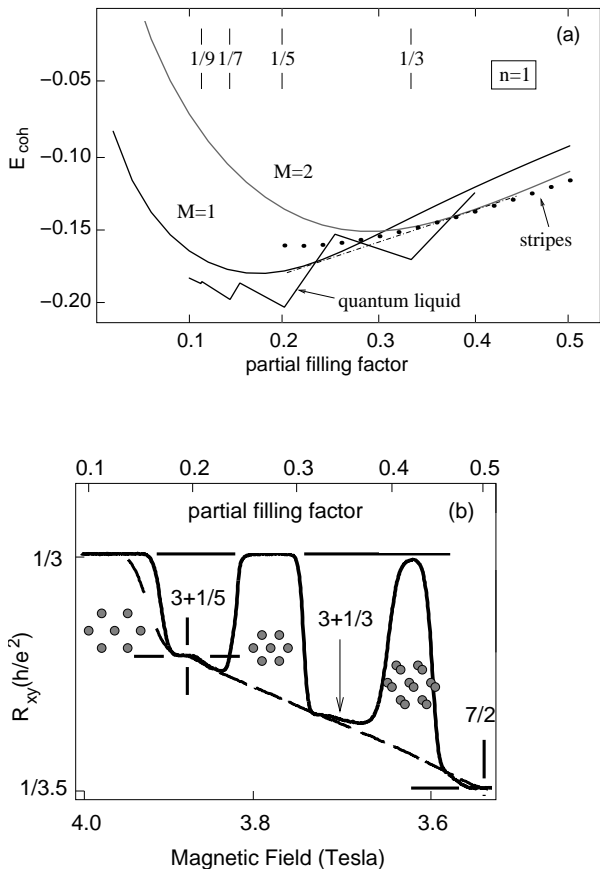 (a)
1/9 1/7 1/5 1/3
n=1
−0.05
−0.10
−0.15
−0.20
E_coh
M=2
M=1
stripes
quantum liquid
0.1 0.2 0.3 0.4 0.5
partial filling factor
0.1 0.2 0.3 0.4 0.5
partial filling factor (b)
1/3
3+1/5
3+1/3
7/2
R_xy(h/e²)
1/3.5
4.0 3.8 3.6
Magnetic Field (Tesla)